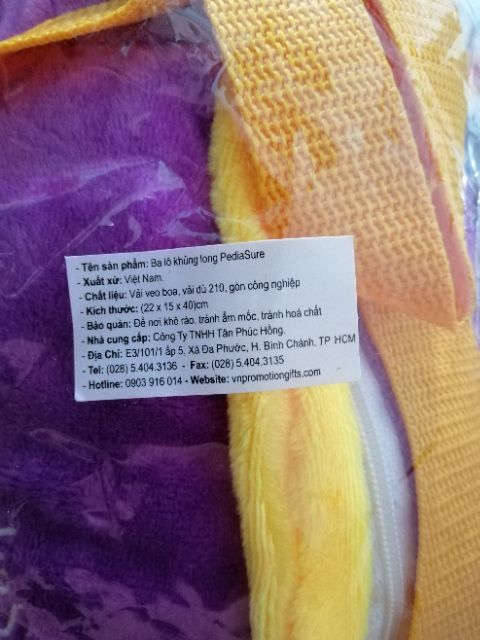 - Tên sản phẩm: Ba lô khủng long PediaSure
- Xuất xứ: Việt Nam.
- Chất liệu: Vải veo boa, vải dù 210, gòn công nghiệp
- Kích thước: (22 x 15 x 40)cm
- Bảo quản: Để nơi khô ráo, tránh ẩm mốc, tránh hoá chất
- Nhà cung cấp: Công Ty TNHH Tân Phúc Hồng.
- Địa Chỉ: E3/101/1 ấp 5, Xã Đa Phước, H. Bình Chánh, TP HCM
- Tel: (028) 5.404.3136 - Fax: (028) 5.404.3135
- Hotline: 0903 916 014 - Website: vnpromotiongifts.com